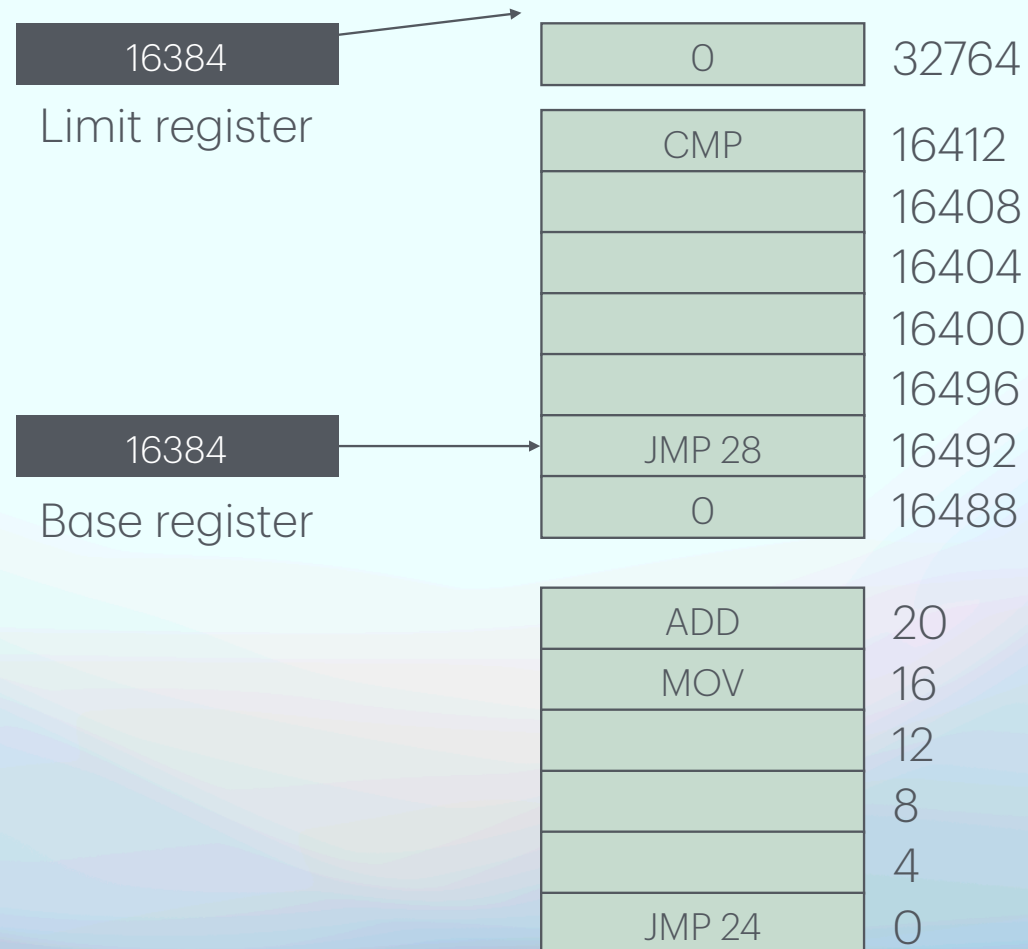 16384
0 32764
Limit register
CMP 16412
16408
16404
16400
16496
16384
JMP 28 16492
Base register
0 16488
ADD 20
MOV 16
12
8
4
JMP 24 0